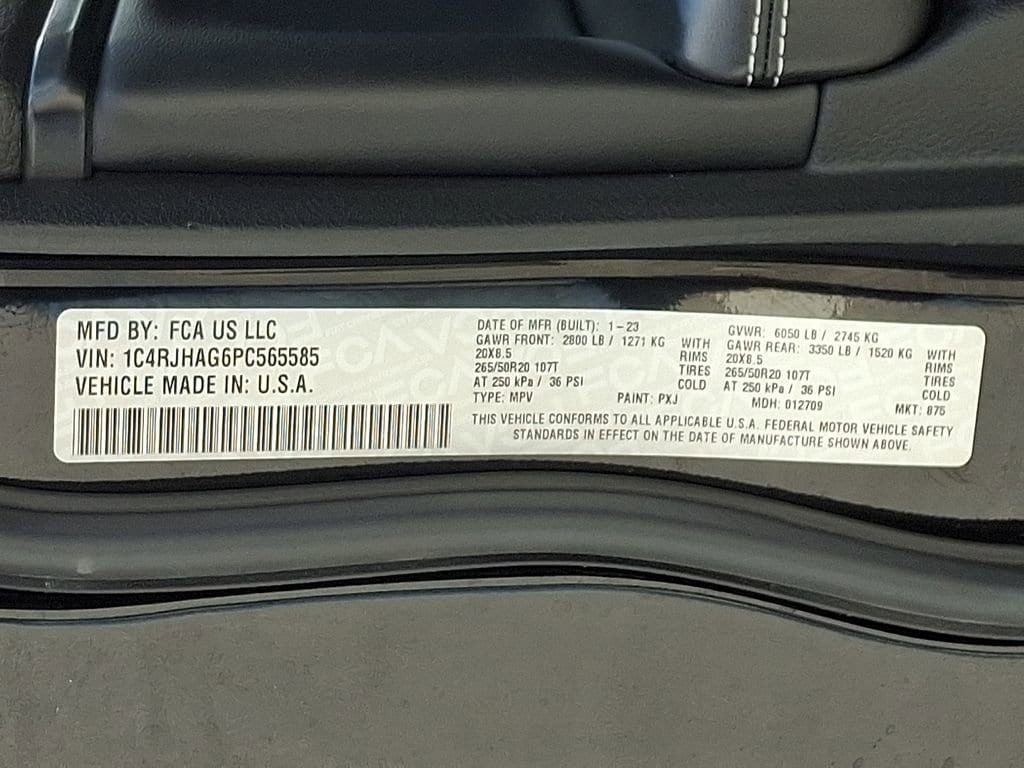 MFD BY: FCA US LLC
VIN: 1C4RJHAG6PC565585
VEHICLE MADE IN: U.S.A.
DATE OF MFR (BUILT): 1-23
GAWR FRONT: 2800 LB / 1271 KG WITH
20X8.5 RIMS
265/50R20 107T TIRES
AT 250 kPa / 36 PSI COLD
TYPE: MPV PAINT: PXJ
GVWR: 6050 LB / 2745 KG
GAWR REAR: 3350 LB / 1520 KG WITH
20X8.5 RIMS
265/50R20 107T TIRES
AT 250 kPa / 36 PSI COLD
MDH: 012709 MKT: 875
THIS VEHICLE CONFORMS TO ALL APPLICABLE U.S.A. FEDERAL MOTOR VEHICLE SAFETY
STANDARDS IN EFFECT ON THE DATE OF MANUFACTURE SHOWN ABOVE.